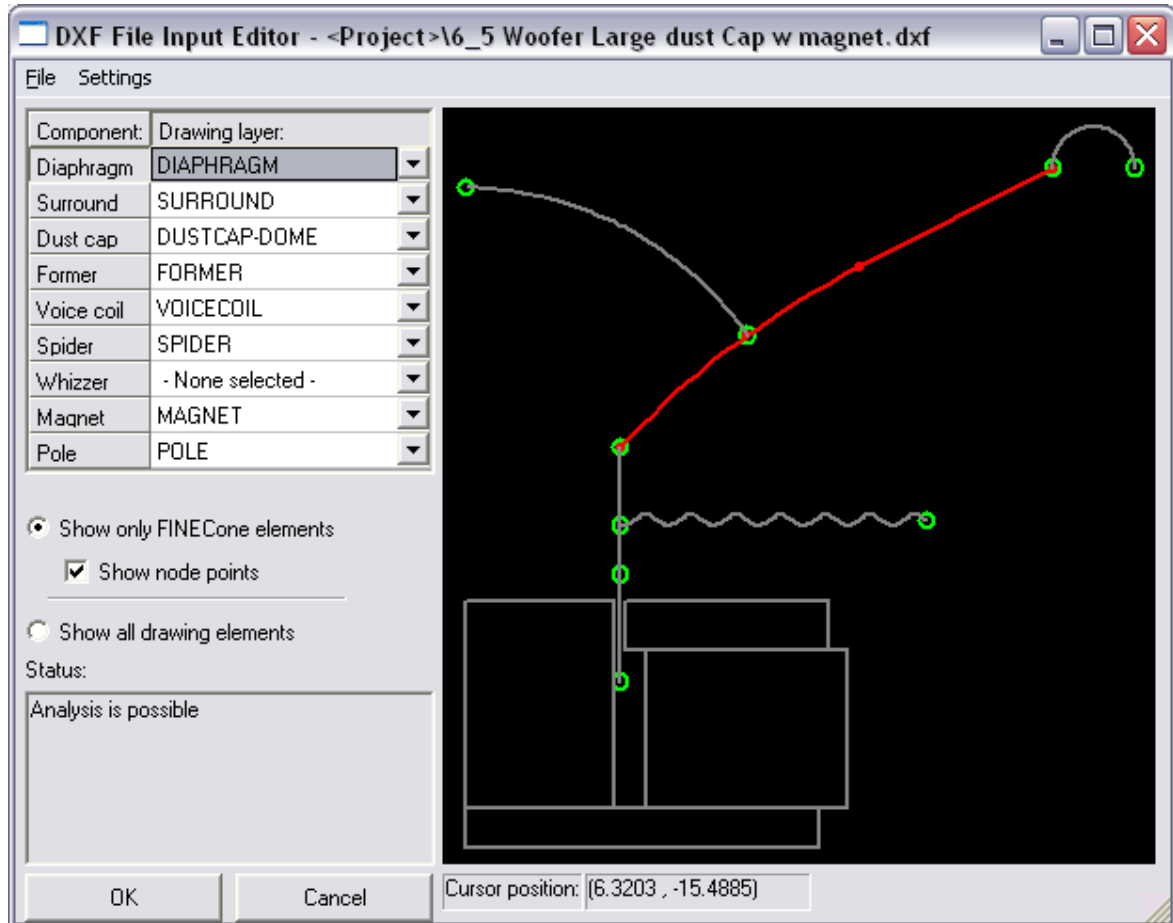 DXF File Input Editor - <Project>\6_5 Woofer Large dust Cap w magnet.dxf
File Settings
Component: Drawing layer:
Diaphragm DIAPHRAGM
Surround SURROUND
Dust cap DUSTCAP-DOME
Former FORMER
Voice coil VOICECOIL
Spider SPIDER
Whizzer - None selected -
Magnet MAGNET
Pole POLE
Show only FINECone elements
Show node points
Show all drawing elements
Status:
Analysis is possible
OK Cancel Cursor position: (6.3203 , -15.4885)